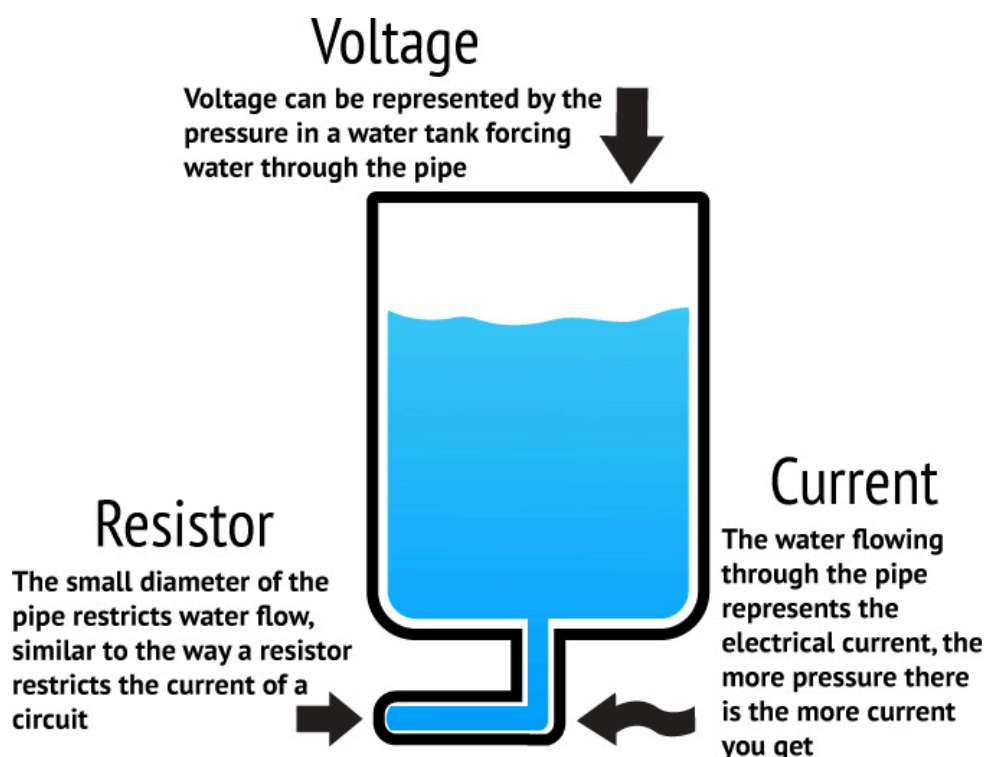 Voltage
Voltage can be represented by the
pressure in a water tank forcing
water through the pipe
Resistor
The small diameter of the
pipe restricts water flow,
similar to the way a resistor
restricts the current of a
circuit
Current
The water flowing
through the pipe
represents the
electrical current, the
more pressure there
is the more current
you get